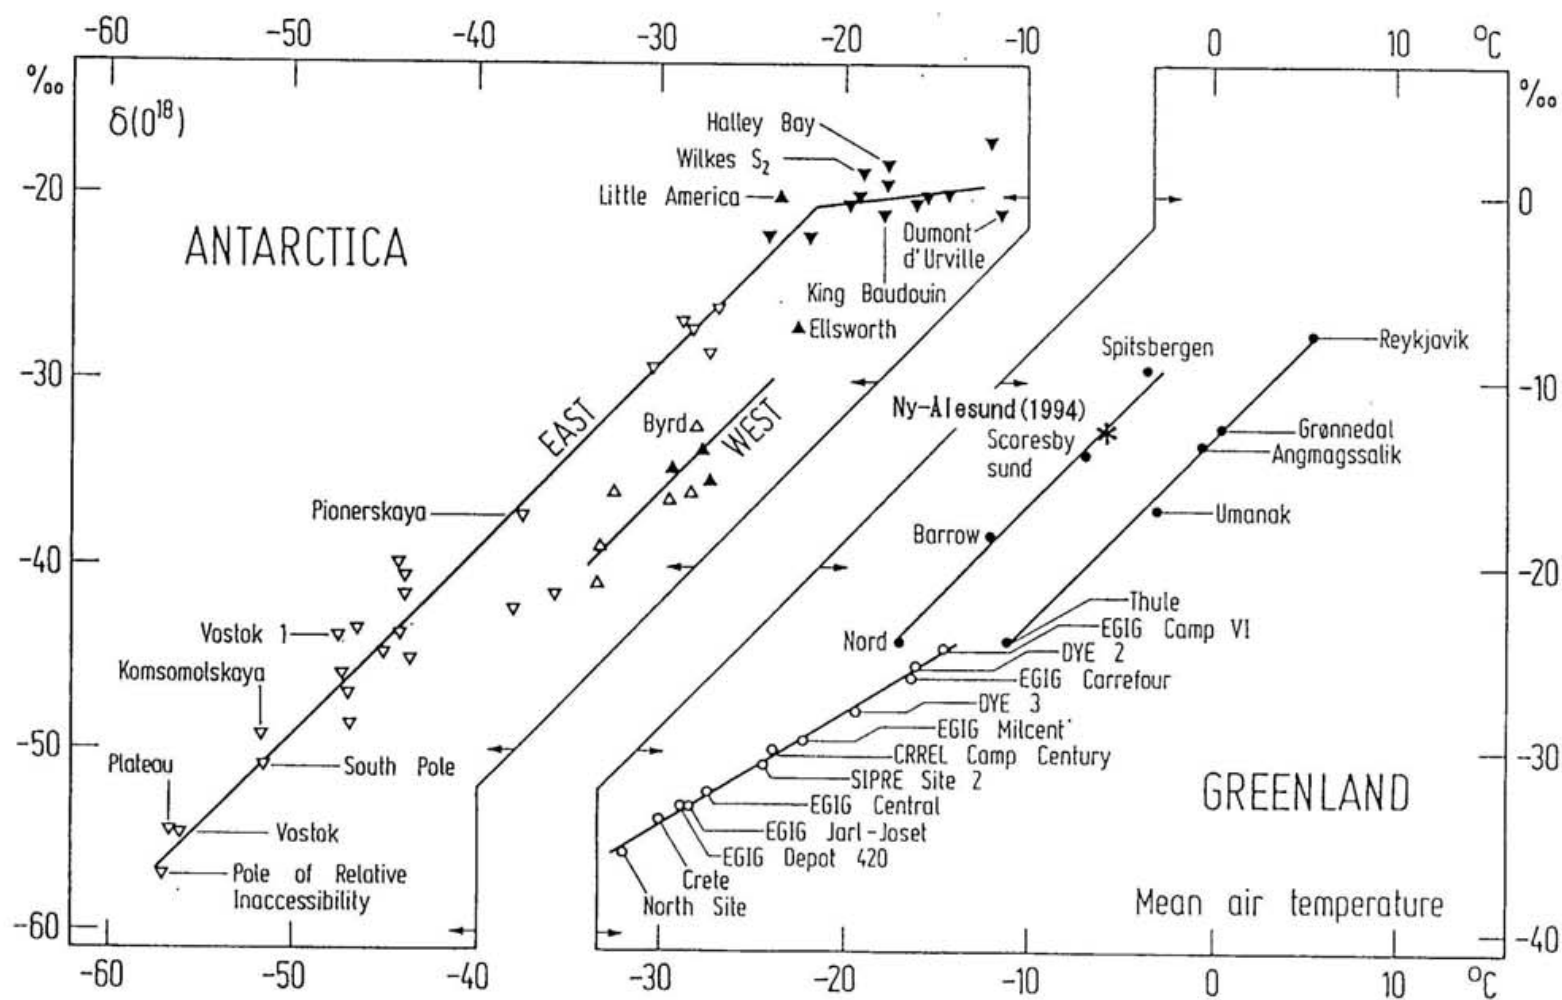 -60 -50 -40 -30 -20 -10 0 10 °C
‰ ‰
δ(O¹⁸)
Halley Bay
Wilkes S₂
Little America
-20 0
ANTARCTICA
Dumont
d'Urville
King Baudouin
Ellsworth
Spitsbergen
Reykjavik
-30 -10
EAST
WEST
Byrd
Ny-Ålesund (1994)
Scoresby
sund
Grønnedal
Angmagssalik
Pionerskaya
Umanak
Barrow
-40 -20
Thule
Vostok 1
Nord
EGIG Camp VI
DYE 2
Komsomolskaya
EGIG Carrefour
DYE 3
EGIG Milcent
-50 -30
CRREL Camp Century
Plateau
South Pole
SIPRE Site 2
GREENLAND
EGIG Central
Vostok
EGIG Jarl-Joset
EGIG Depot 420
Pole of Relative
Inaccessibility
Crete
North Site
Mean air temperature
-60 -40
-60 -50 -40 -30 -20 -10 0 10 °C